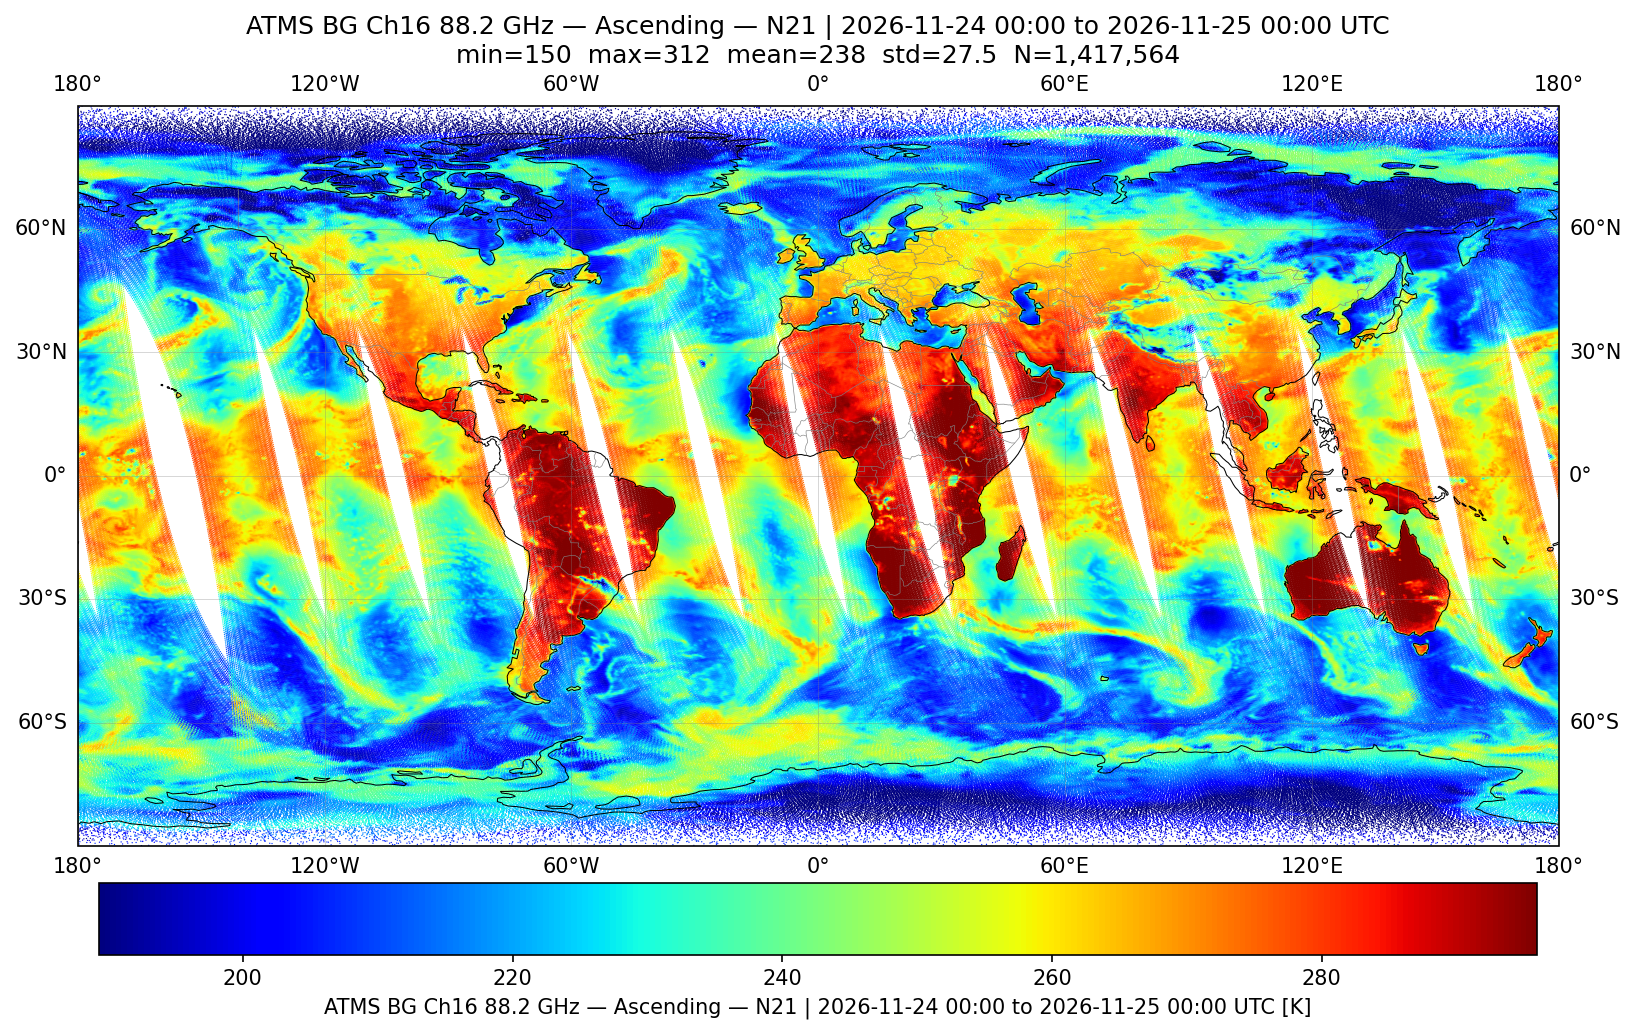 ATMS BG Ch16 88.2 GHz — Ascending — N21 | 2026-11-24 00:00 to 2026-11-25 00:00 UTC
min=150 max=312 mean=238 std=27.5 N=1,417,564
180° 120°W 60°W 0° 60°E 120°E 180°
60°N 60°N
30°N 30°N
0° 0°
30°S 30°S
60°S 60°S
180° 120°W 60°W 0° 60°E 120°E 180°
200 220 240 260 280
ATMS BG Ch16 88.2 GHz — Ascending — N21 | 2026-11-24 00:00 to 2026-11-25 00:00 UTC [K]